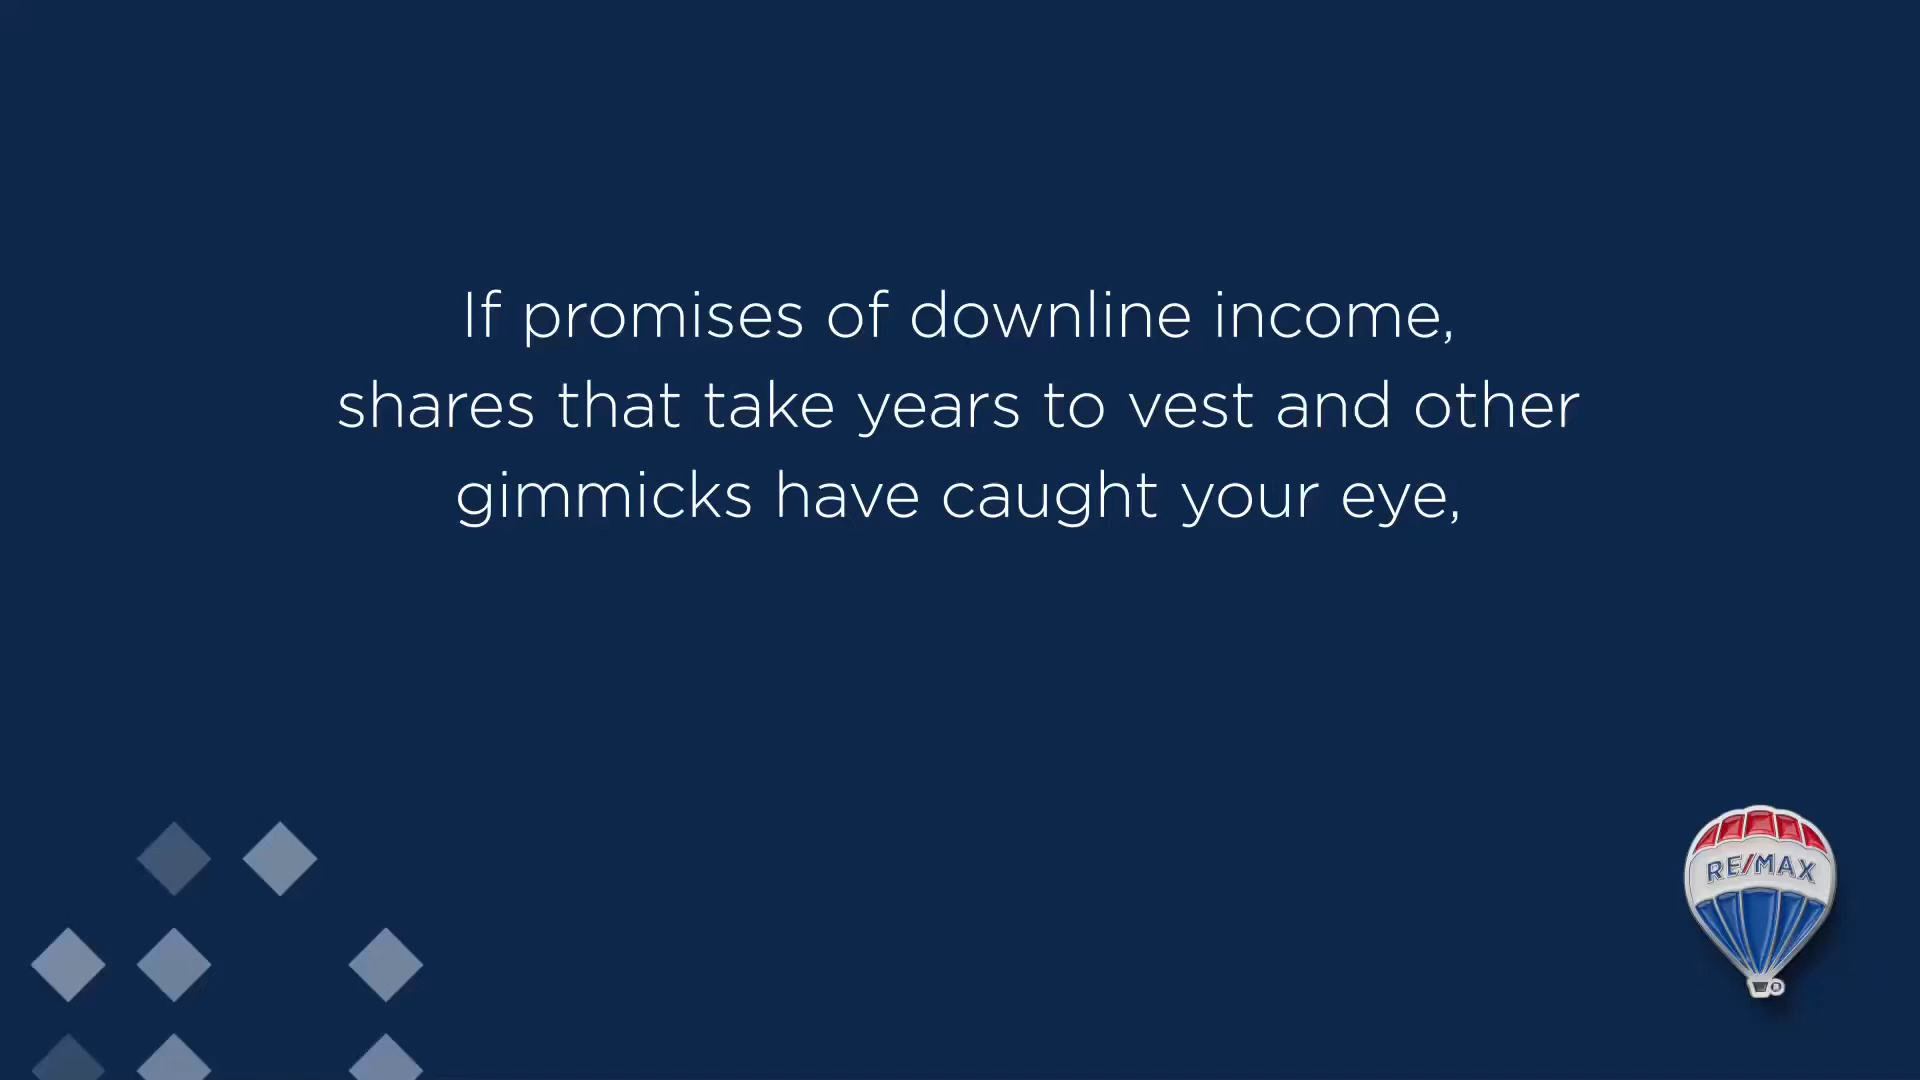 If promises of downline income,
shares that take years to vest and other
gimmicks have caught your eye,
RE/MAX
®